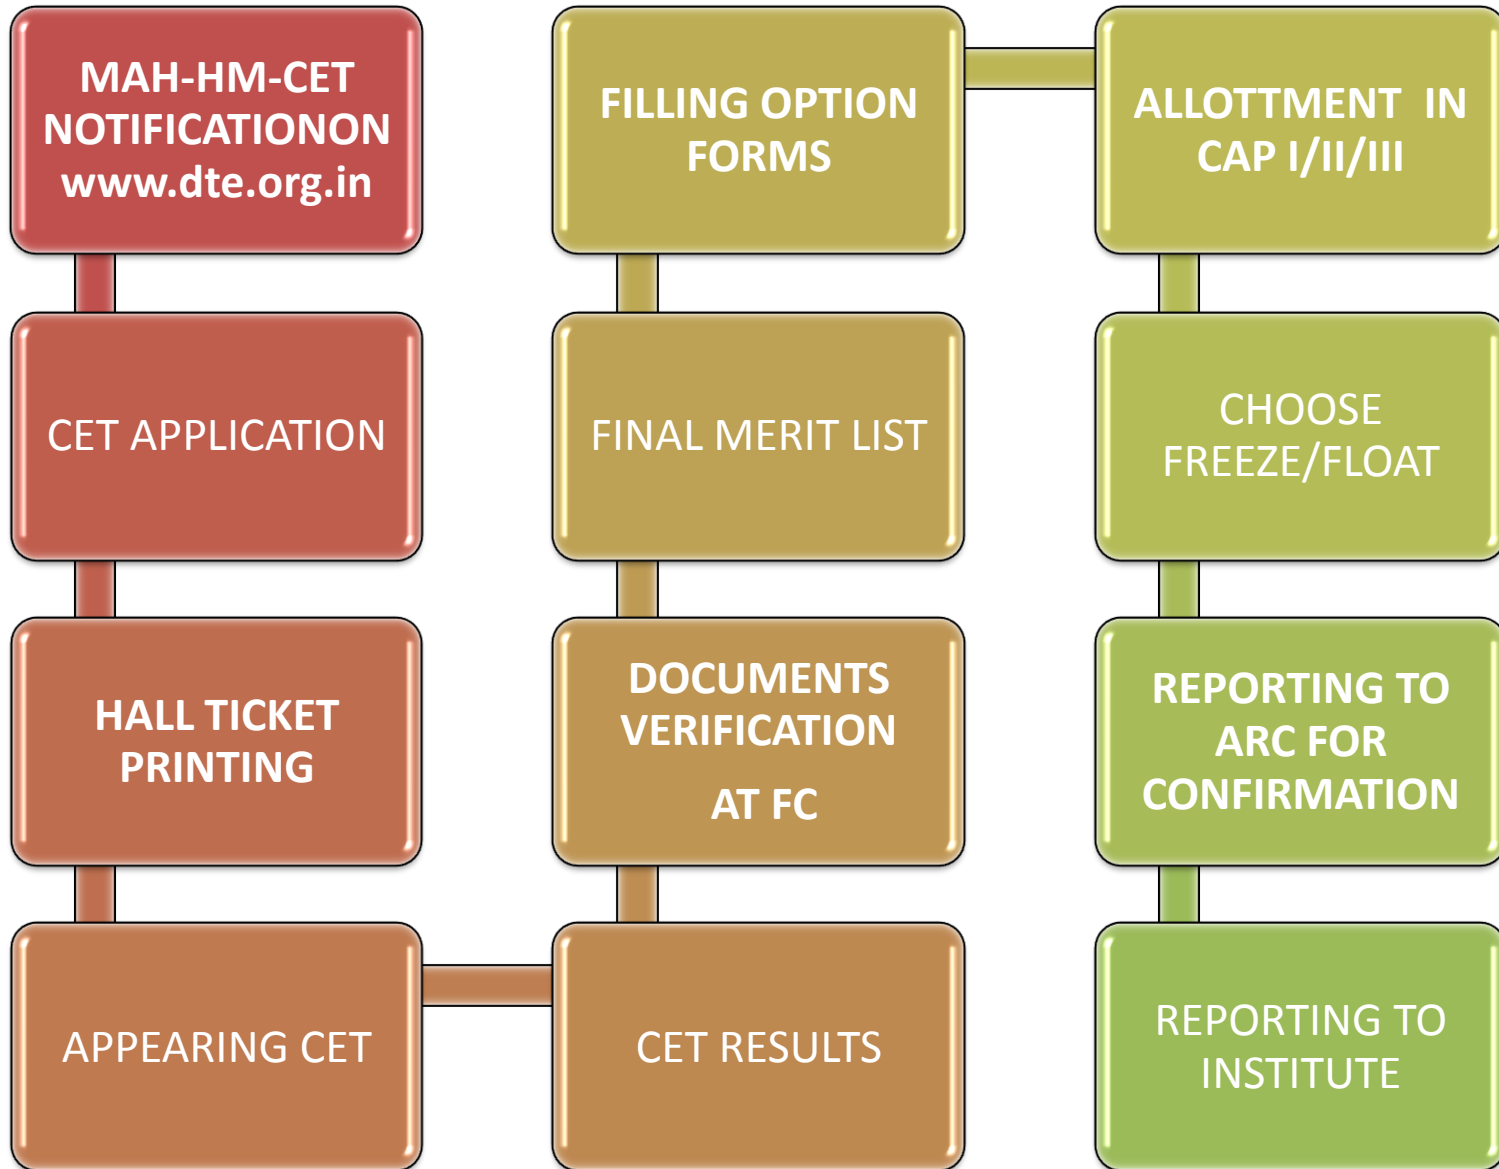 MAH-HM-CET
NOTIFICATIONON
www.dte.org.in
CET APPLICATION
HALL TICKET
PRINTING
APPEARING CET
CET RESULTS
DOCUMENTS
VERIFICATION
AT FC
FINAL MERIT LIST
FILLING OPTION
FORMS
ALLOTTMENT IN
CAP I/II/III
CHOOSE
FREEZE/FLOAT
REPORTING TO
ARC FOR
CONFIRMATION
REPORTING TO
INSTITUTE